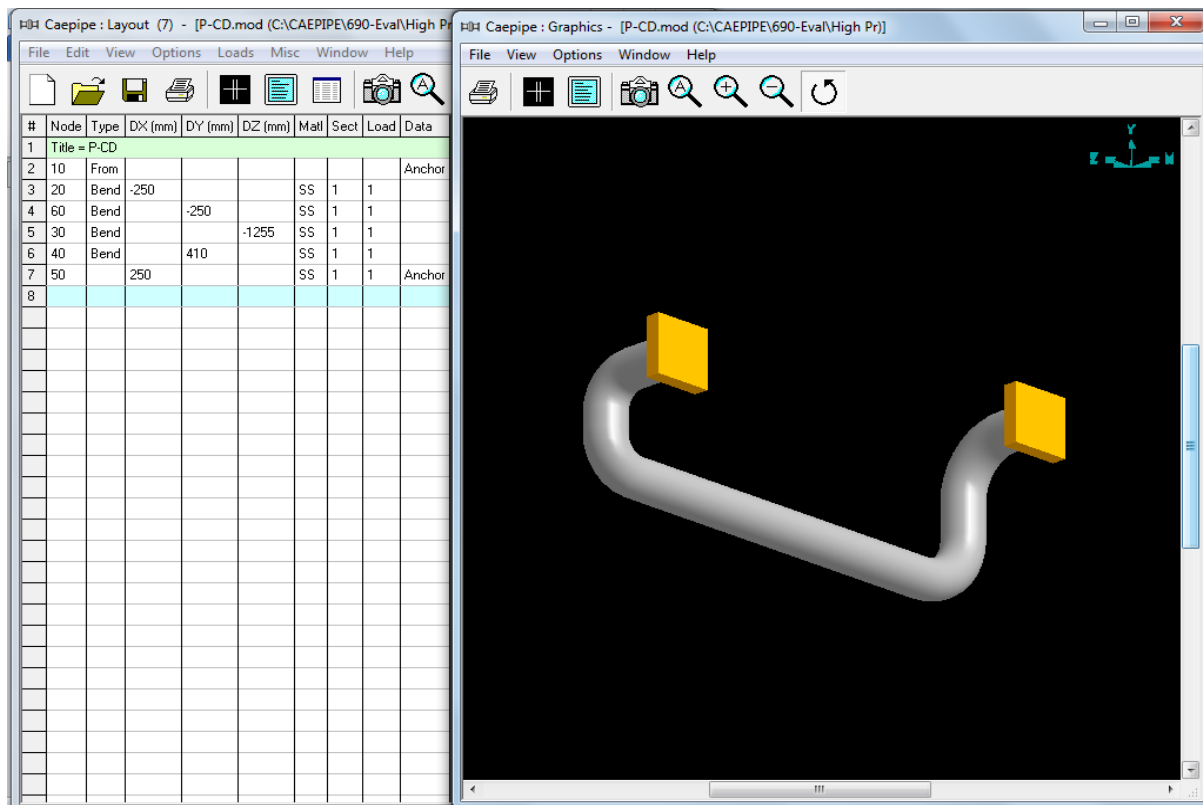 Caepipe : Layout (7) - [P-CD.mod (C:\CAEPIPE\690-Eval\High Pr
File Edit View Options Loads Misc Window Help
# Node Type DX (mm) DY (mm) DZ (mm) Matl Sect Load Data
1 Title = P-CD
2 10 From Anchor
3 20 Bend -250 SS 1 1
4 60 Bend -250 SS 1 1
5 30 Bend -1255 SS 1 1
6 40 Bend 410 SS 1 1
7 50 250 SS 1 1 Anchor
8
Caepipe : Graphics - [P-CD.mod (C:\CAEPIPE\690-Eval\High Pr)]
File View Options Window Help
Y
Z